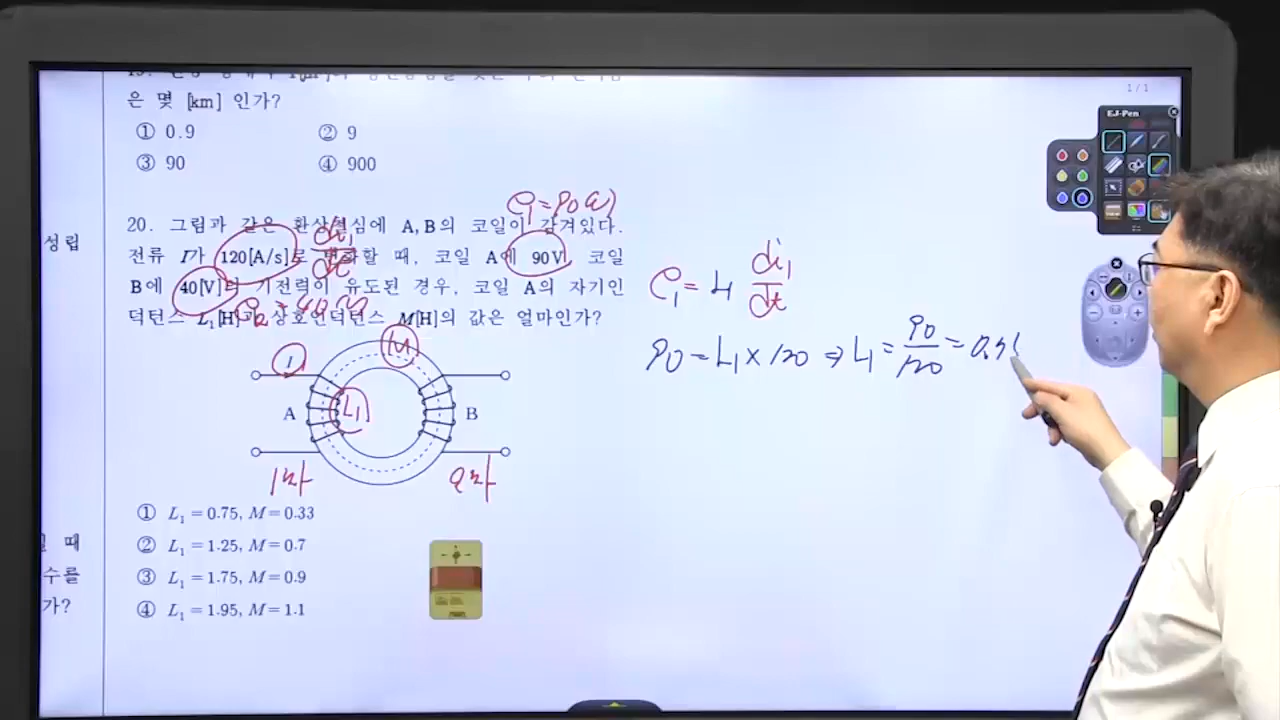 은 몇 [km] 인가?
① 0.9 ② 9
③ 90 ④ 900
성립
20. 그림과 같은 환상철심에 A, B의 코일이 감겨있다.
전류 I가 120[A/s]로 변화할 때, 코일 A에 90V, 코일
B에 40[V]의 기전력이 유도된 경우, 코일 A의 자기인
덕턴스 L₁[H]과 상호인덕턴스 M[H]의 값은 얼마인가?
e₁=90(V)
di₁
dt
e₂=40(V)
I
M
A
L₁
B
1차
2차
① L₁ = 0.75, M = 0.33
② L₁ = 1.25, M = 0.7
③ L₁ = 1.75, M = 0.9
④ L₁ = 1.95, M = 1.1
때
수를
가?
e₁ = L₁ di₁/dt
90 = L₁ × 120 ⇒ L₁ = 90/120 =
1/1
EJ-Pen